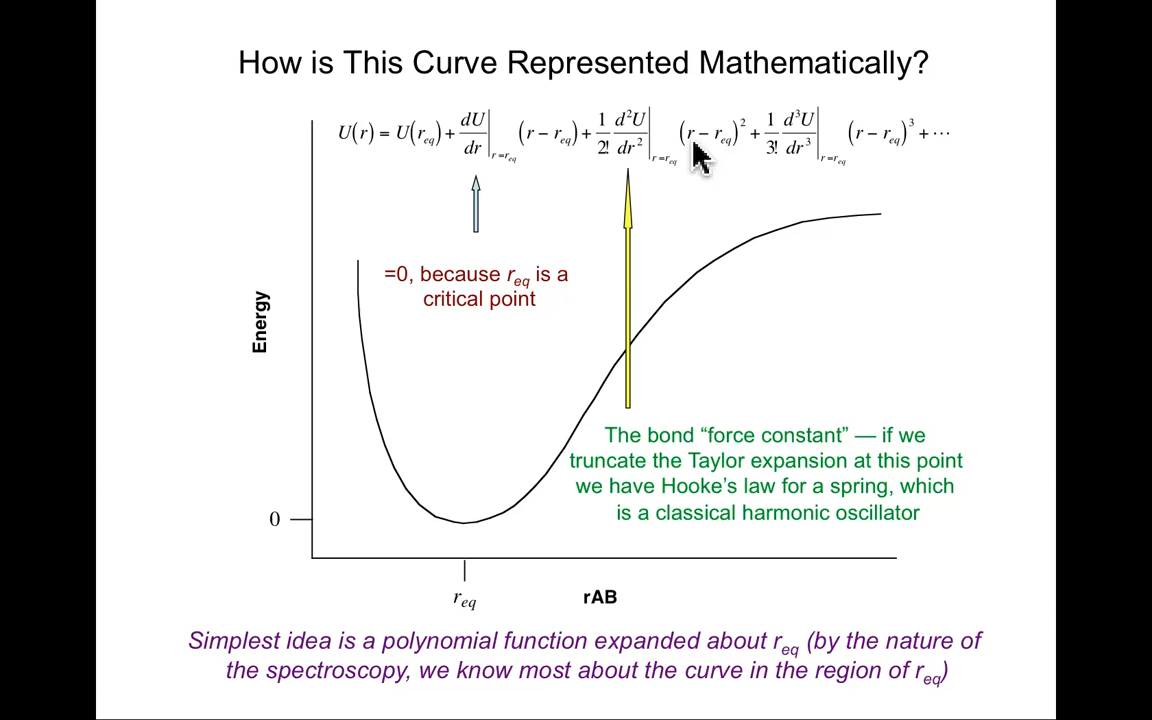 How is This Curve Represented Mathematically?
U(r) = U(r_eq) + dU/dr|_{r=r_eq} (r − r_eq) + 1/2! d²U/dr²|_{r=r_eq} (r − r_eq)² + 1/3! d³U/dr³|_{r=r_eq} (r − r_eq)³ + ⋯
=0, because r_eq is a
critical point
Energy
The bond “force constant” — if we
truncate the Taylor expansion at this point
we have Hooke’s law for a spring, which
is a classical harmonic oscillator
0
r_eq
rAB
Simplest idea is a polynomial function expanded about r_eq (by the nature of
the spectroscopy, we know most about the curve in the region of r_eq)